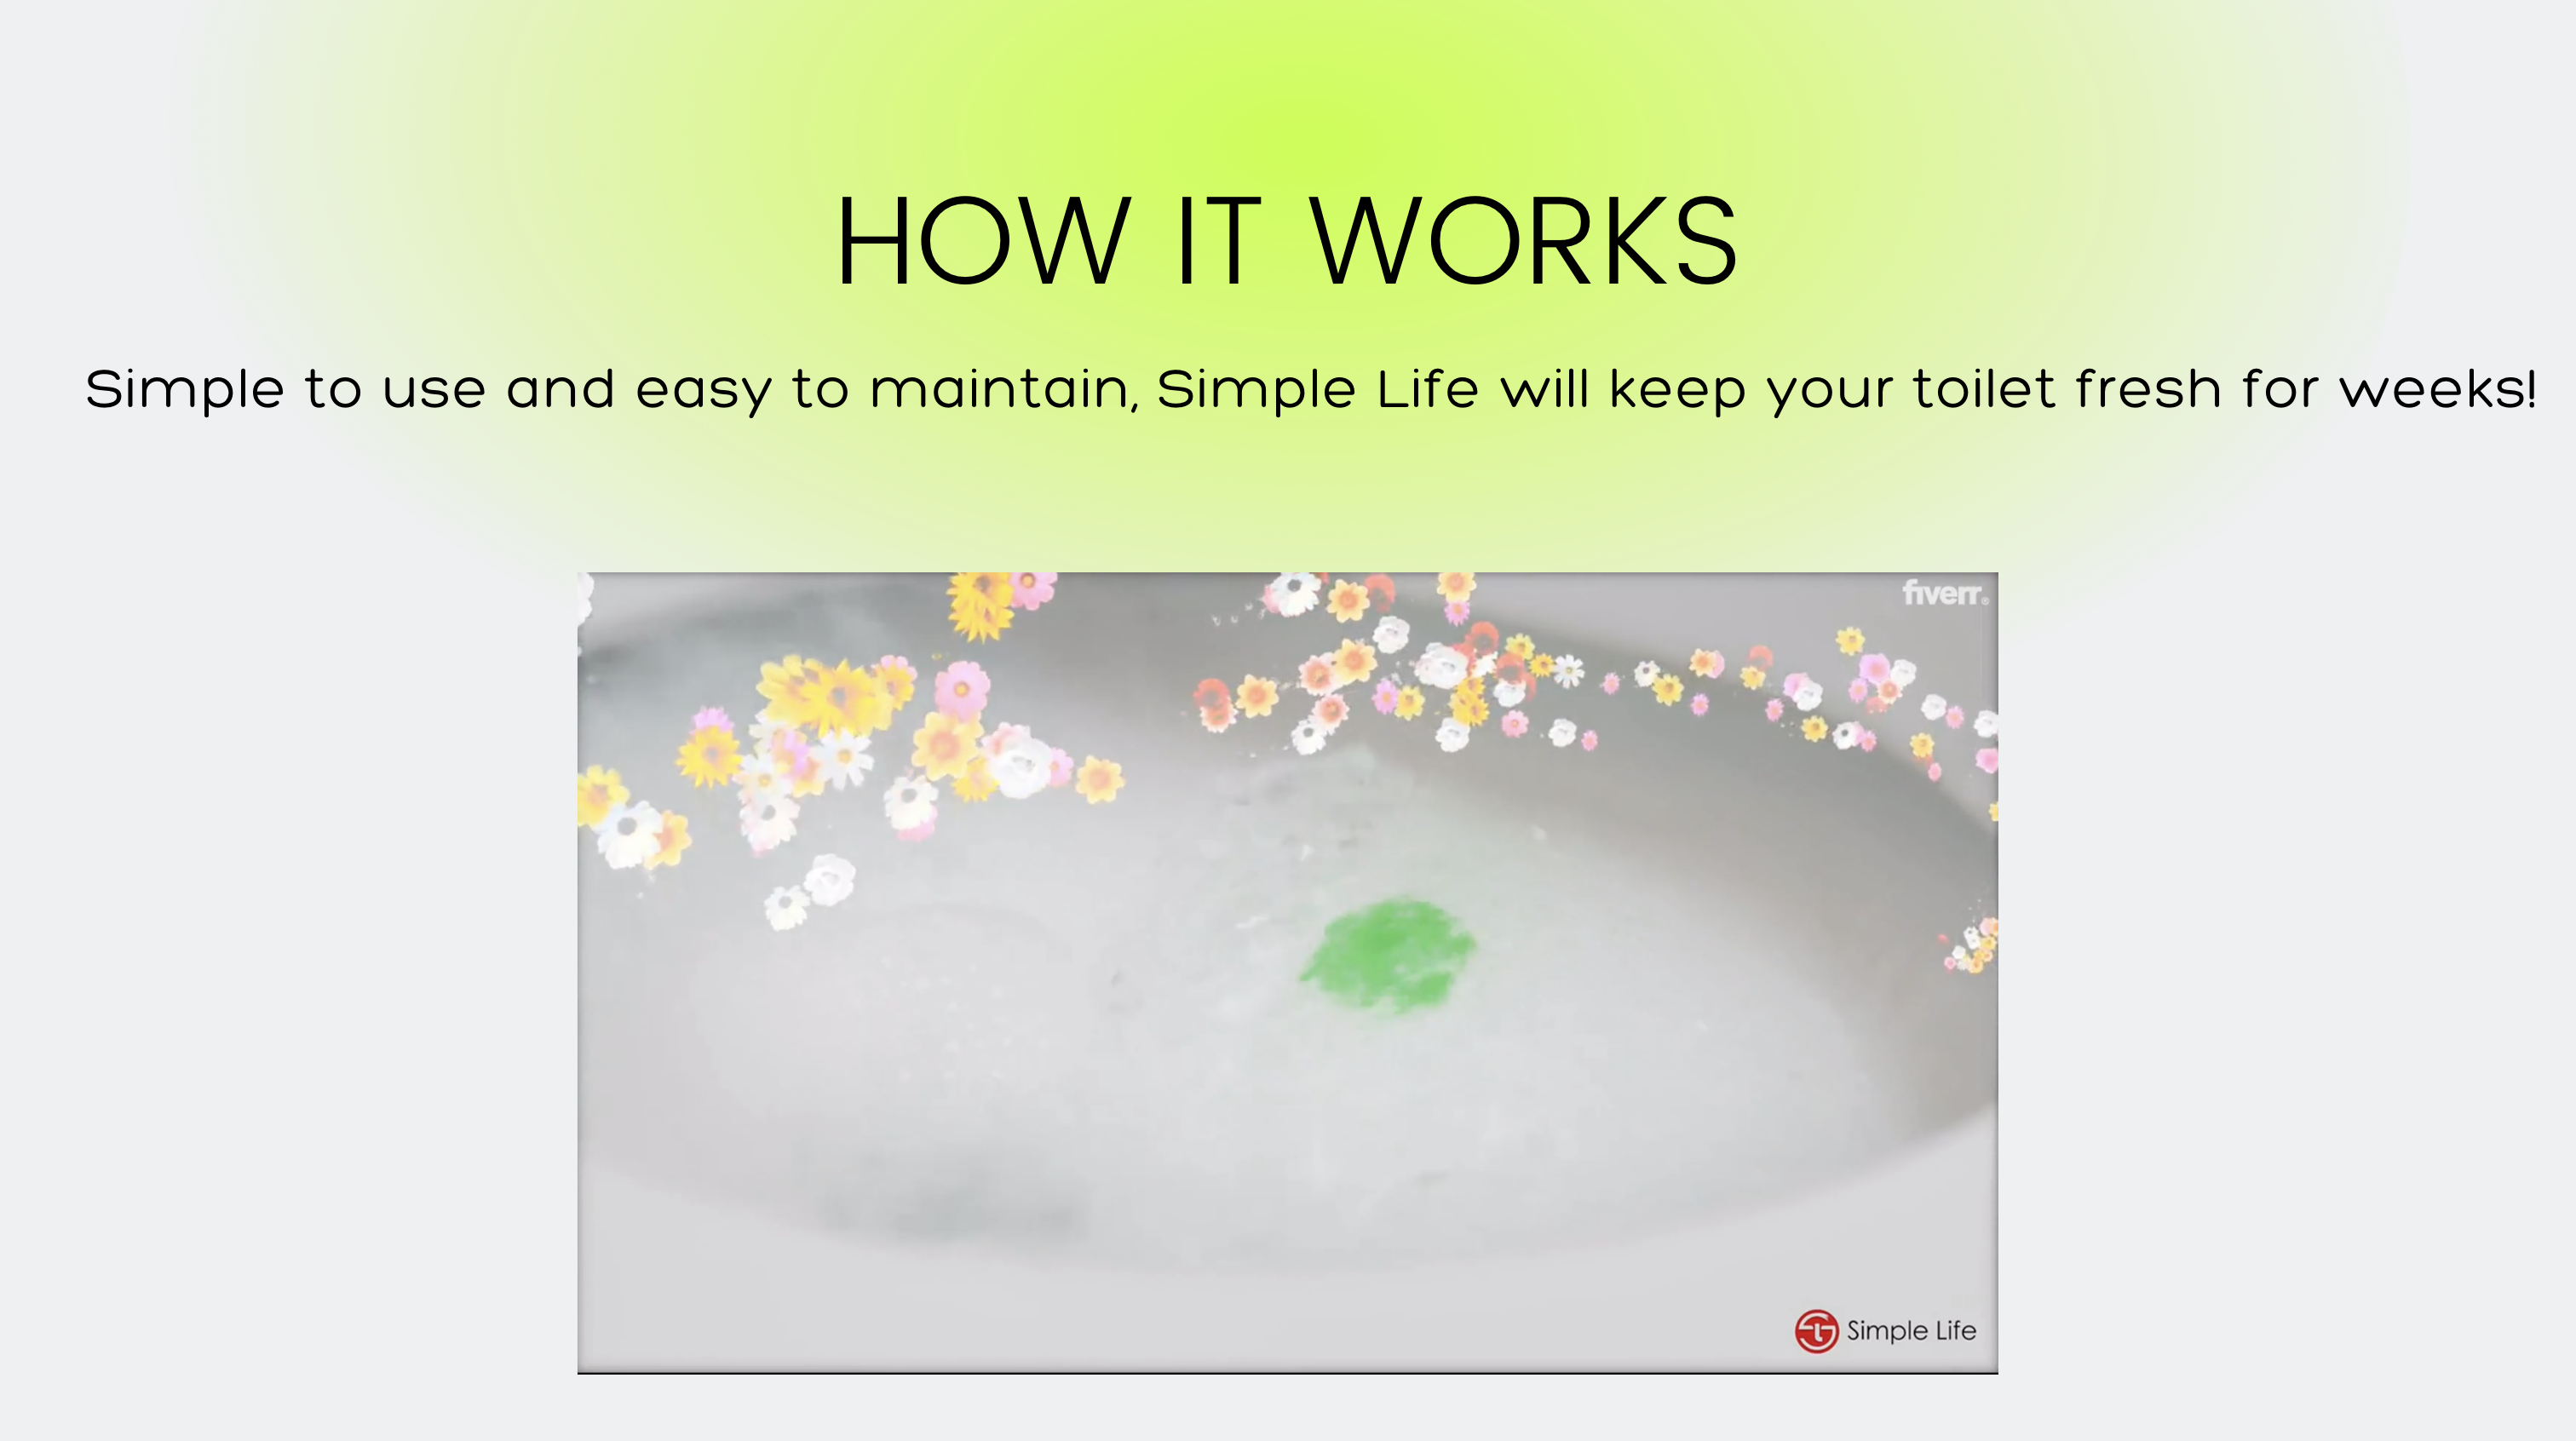 HOW IT WORKS
Simple to use and easy to maintain, Simple Life will keep your toilet fresh for weeks!
fiverr®
Simple Life